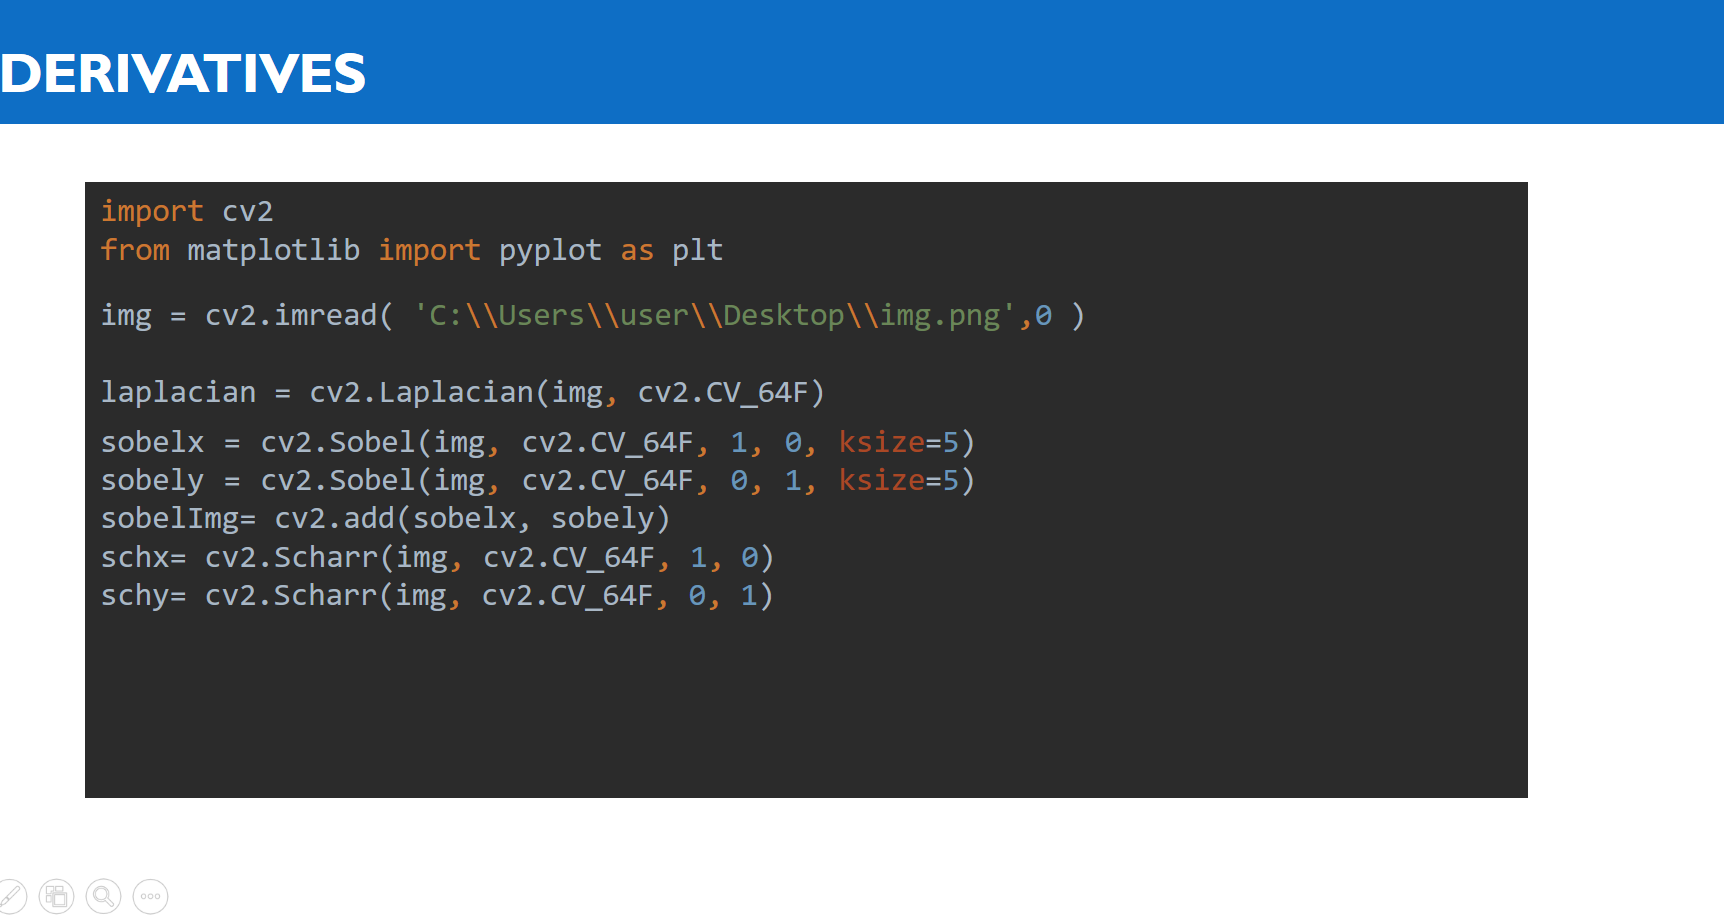 DERIVATIVES
import cv2
from matplotlib import pyplot as plt
img = cv2.imread( 'C:\\Users\\user\\Desktop\\img.png',0 )
laplacian = cv2.Laplacian(img, cv2.CV_64F)
sobelx = cv2.Sobel(img, cv2.CV_64F, 1, 0, ksize=5)
sobely = cv2.Sobel(img, cv2.CV_64F, 0, 1, ksize=5)
sobelImg= cv2.add(sobelx, sobely)
schx= cv2.Scharr(img, cv2.CV_64F, 1, 0)
schy= cv2.Scharr(img, cv2.CV_64F, 0, 1)